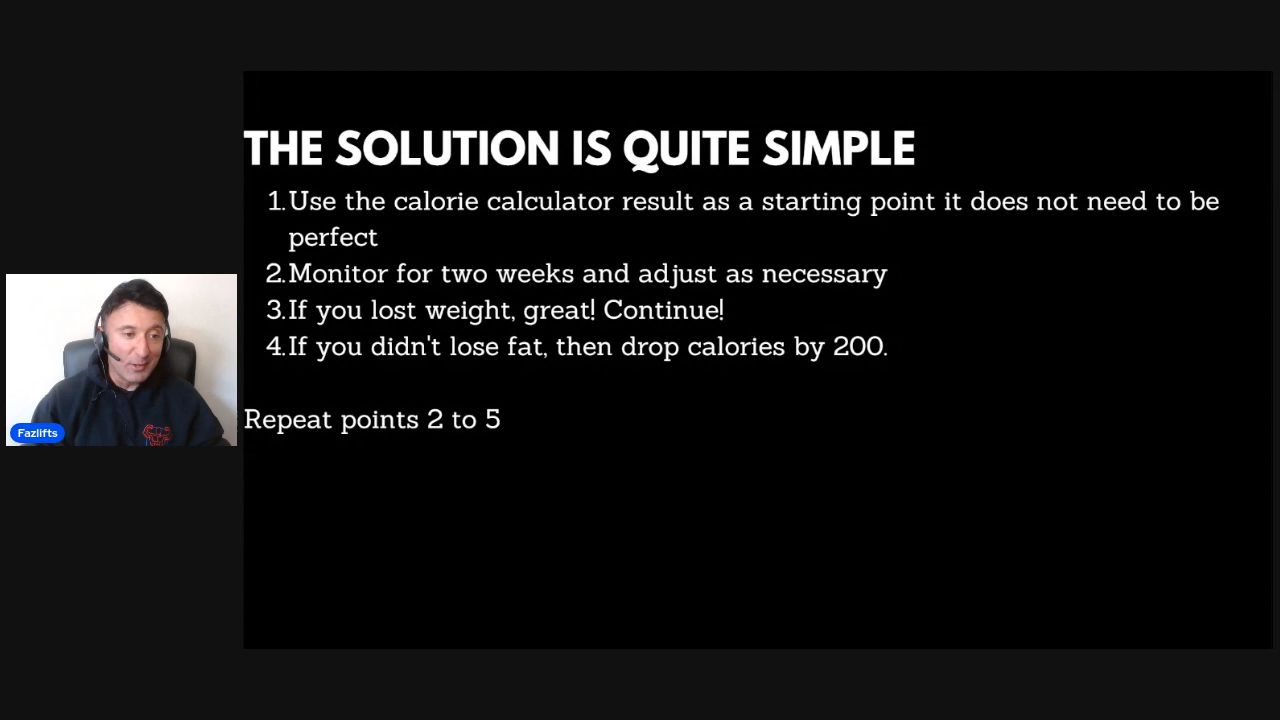 THE SOLUTION IS QUITE SIMPLE
1. Use the calorie calculator result as a starting point it does not need to be
perfect
2. Monitor for two weeks and adjust as necessary
3. If you lost weight, great! Continue!
4. If you didn't lose fat, then drop calories by 200.
Repeat points 2 to 5
Fazlifts